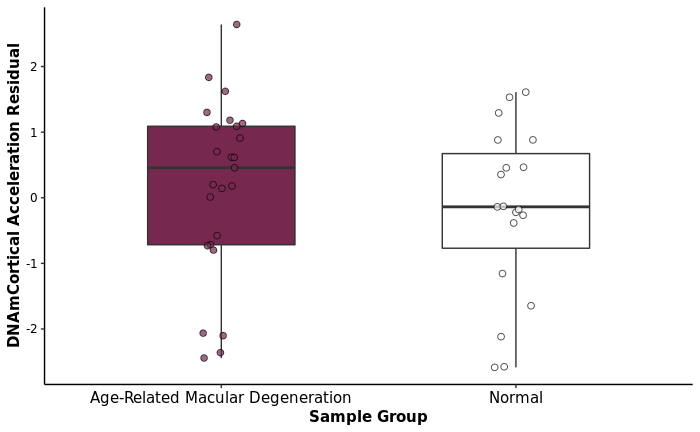 DNAmCortical Acceleration Residual
2
1
0
-1
-2
Age-Related Macular Degeneration
Normal
Sample Group